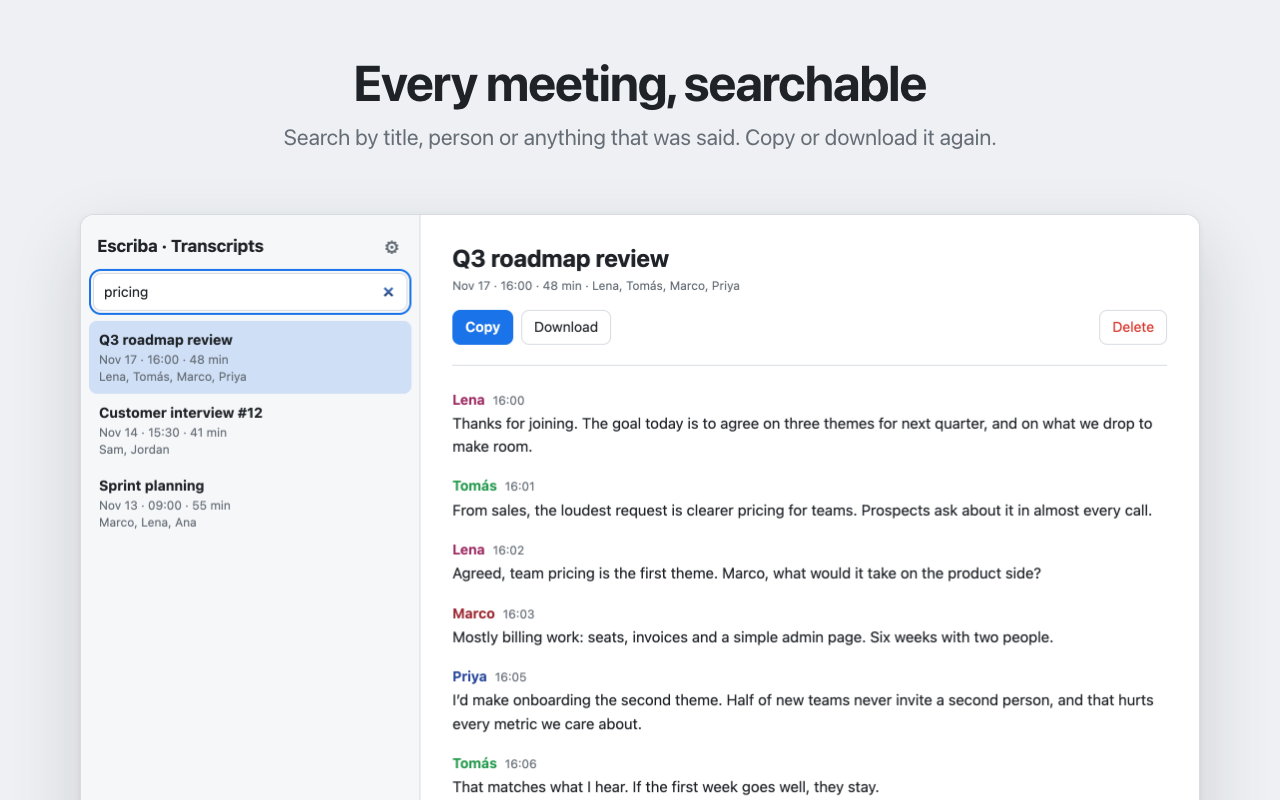 Every meeting, searchable
Search by title, person or anything that was said. Copy or download it again.
Escriba · Transcripts
pricing
Q3 roadmap review
Nov 17 · 16:00 · 48 min
Lena, Tomás, Marco, Priya
Customer interview #12
Nov 14 · 15:30 · 41 min
Sam, Jordan
Sprint planning
Nov 13 · 09:00 · 55 min
Marco, Lena, Ana
Q3 roadmap review
Nov 17 · 16:00 · 48 min · Lena, Tomás, Marco, Priya
Copy Download Delete
Lena 16:00
Thanks for joining. The goal today is to agree on three themes for next quarter, and on what we drop to
make room.
Tomás 16:01
From sales, the loudest request is clearer pricing for teams. Prospects ask about it in almost every call.
Lena 16:02
Agreed, team pricing is the first theme. Marco, what would it take on the product side?
Marco 16:03
Mostly billing work: seats, invoices and a simple admin page. Six weeks with two people.
Priya 16:05
I’d make onboarding the second theme. Half of new teams never invite a second person, and that hurts
every metric we care about.
Tomás 16:06
That matches what I hear. If the first week goes well, they stay.